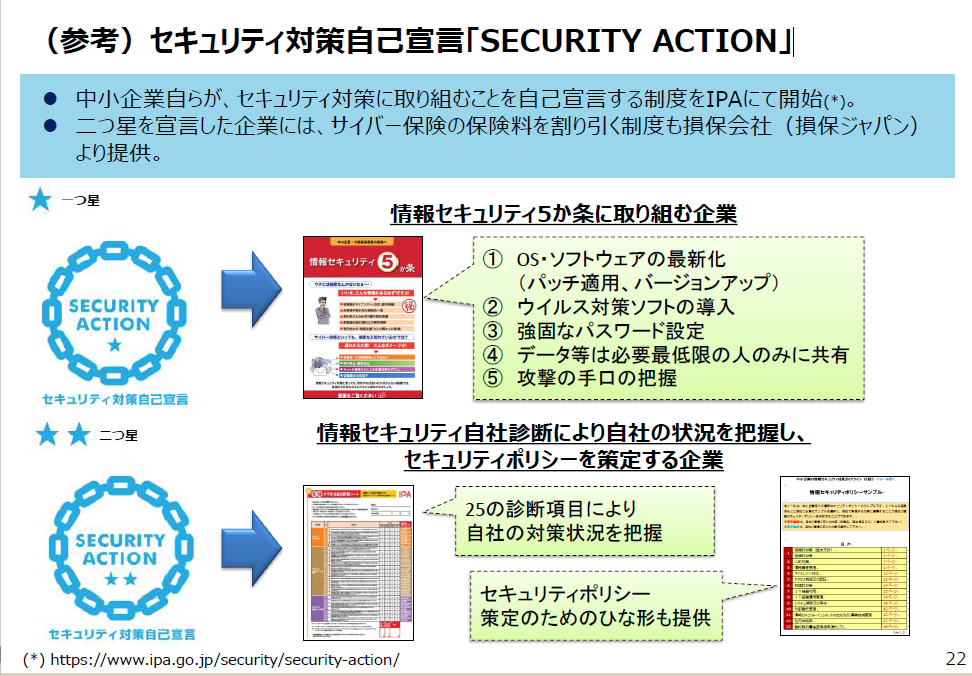 （参考）セキュリティ対策自己宣言「SECURITY ACTION」
● 中小企業自らが、セキュリティ対策に取り組むことを自己宣言する制度をIPAにて開始(*)。
● 二つ星を宣言した企業には、サイバー保険の保険料を割り引く制度も損保会社（損保ジャパン）
より提供。
★ 一つ星
情報セキュリティ5か条に取り組む企業
SECURITY
ACTION
★
セキュリティ対策自己宣言
情報セキュリティ5か条
① OS・ソフトウェアの最新化
（パッチ適用、バージョンアップ）
② ウイルス対策ソフトの導入
③ 強固なパスワード設定
④ データ等は必要最低限の人のみに共有
⑤ 攻撃の手口の把握
★ ★ 二つ星
情報セキュリティ自社診断により自社の状況を把握し、
セキュリティポリシーを策定する企業
SECURITY
ACTION
★★
セキュリティ対策自己宣言
IPA
25の診断項目により
自社の対策状況を把握
セキュリティポリシー
策定のためのひな形も提供
情報セキュリティポリシーサンプル
(*) https://www.ipa.go.jp/security/security-action/
22